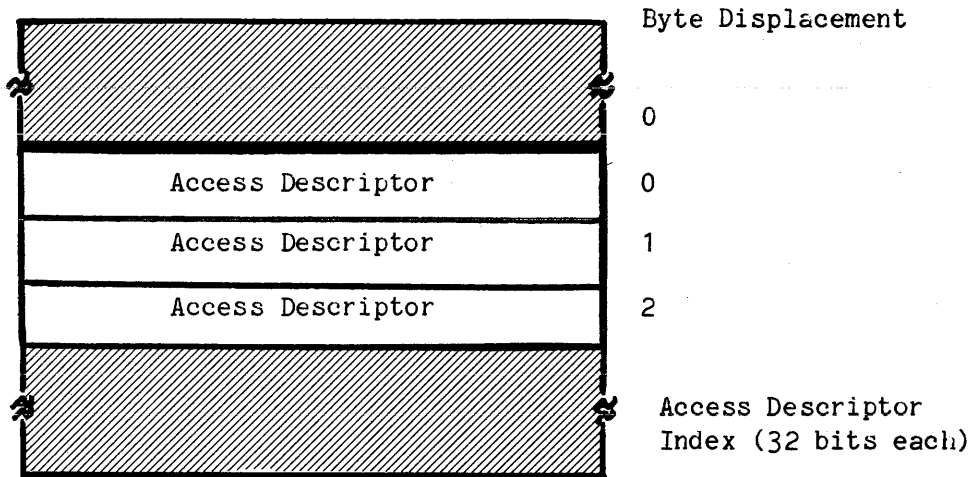 Byte Displacement
0
Access Descriptor 0
Access Descriptor 1
Access Descriptor 2
Access Descriptor
Index (32 bits each)